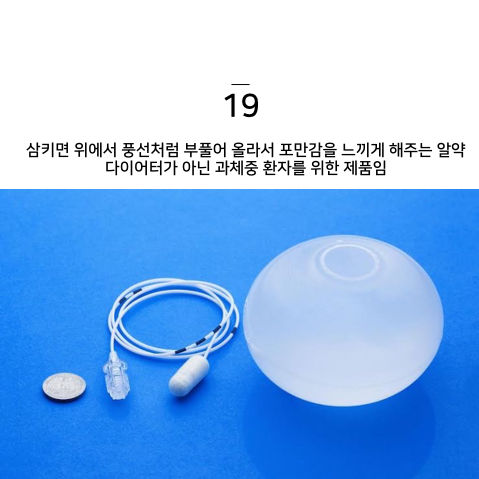 19
삼키면 위에서 풍선처럼 부풀어 올라서 포만감을 느끼게 해주는 알약
다이어터가 아닌 과체중 환자를 위한 제품임